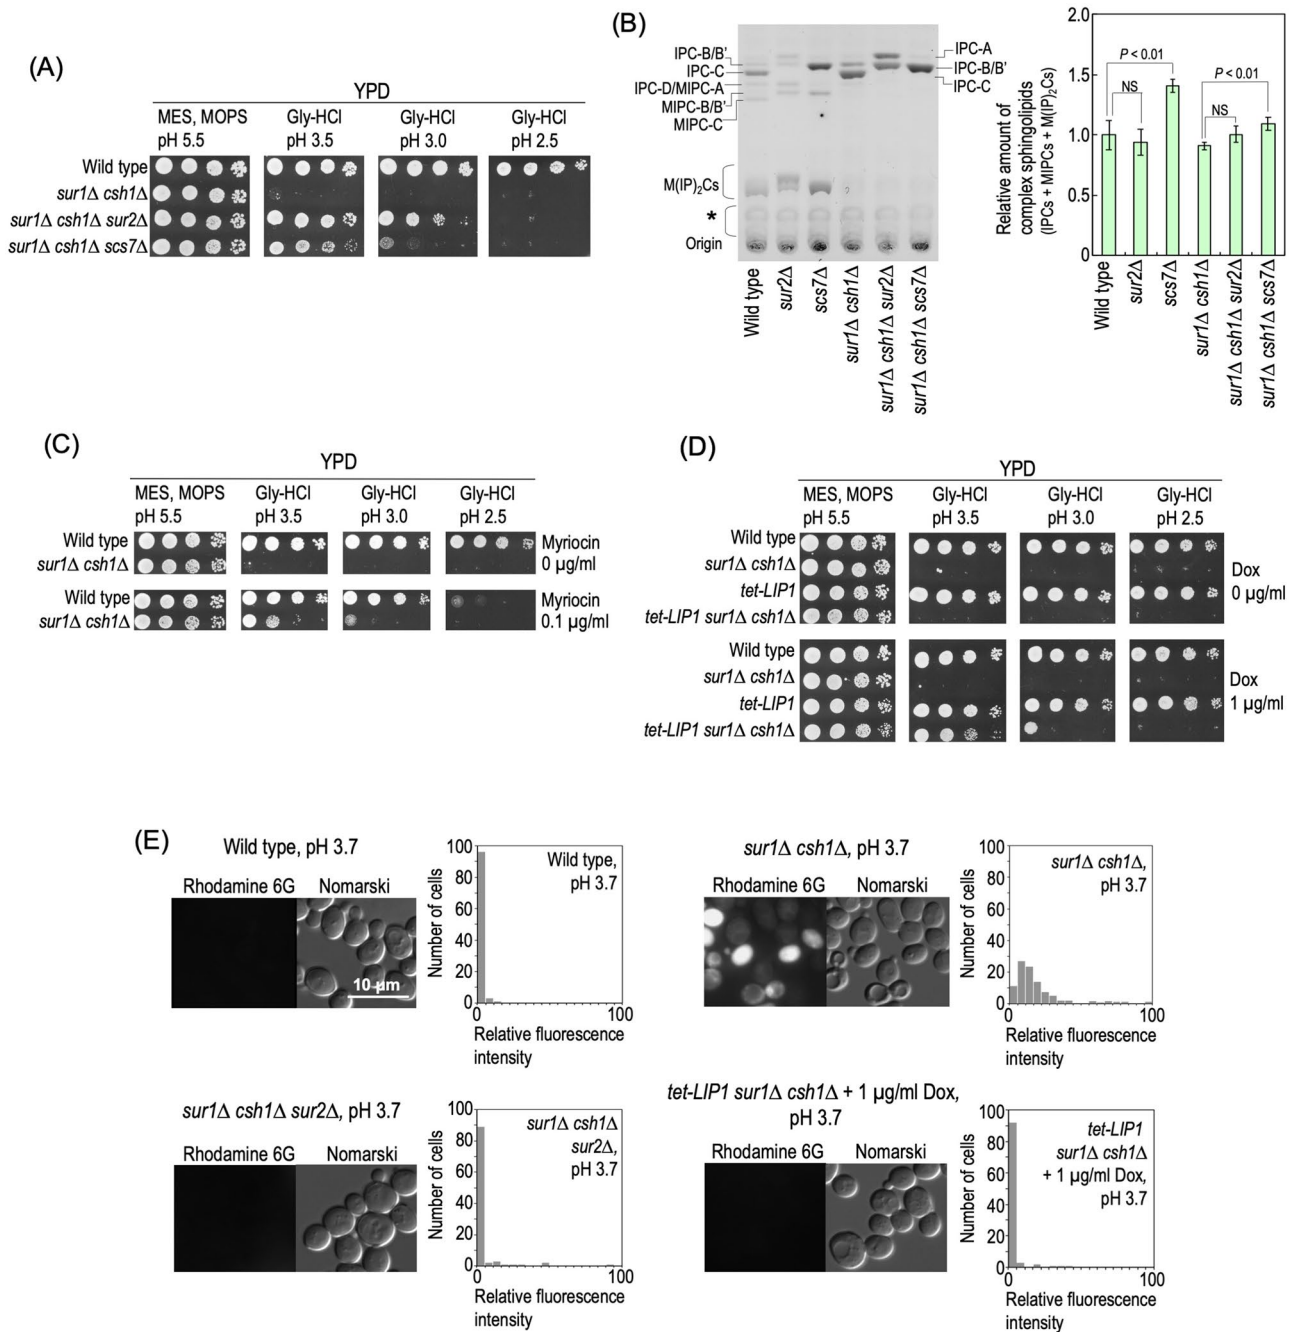 (A)
YPD
MES, MOPS Gly-HCl Gly-HCl Gly-HCl
pH 5.5 pH 3.5 pH 3.0 pH 2.5
Wild type
sur1Δ csh1Δ
sur1Δ csh1Δ sur2Δ
sur1Δ csh1Δ scs7Δ
(B)
IPC-B/B'
IPC-C
IPC-D/MIPC-A
MIPC-B/B'
MIPC-C
M(IP)₂Cs
*
Origin
IPC-A
IPC-B/B'
IPC-C
Wild type
sur2Δ
scs7Δ
sur1Δ csh1Δ
sur1Δ csh1Δ sur2Δ
sur1Δ csh1Δ scs7Δ
Relative amount of
complex sphingolipids
(IPCs + MIPCs + M(IP)₂Cs)
2.0
1.5
1.0
0.5
0
P < 0.01
NS
P < 0.01
NS
Wild type
sur2Δ
scs7Δ
sur1Δ csh1Δ
sur1Δ csh1Δ sur2Δ
sur1Δ csh1Δ scs7Δ
(C)
YPD
MES, MOPS Gly-HCl Gly-HCl Gly-HCl
pH 5.5 pH 3.5 pH 3.0 pH 2.5
Wild type
sur1Δ csh1Δ
Myriocin
0 µg/ml
Wild type
sur1Δ csh1Δ
Myriocin
0.1 µg/ml
(D)
YPD
MES, MOPS Gly-HCl Gly-HCl Gly-HCl
pH 5.5 pH 3.5 pH 3.0 pH 2.5
Wild type
sur1Δ csh1Δ
tet-LIP1
tet-LIP1 sur1Δ csh1Δ
Dox
0 µg/ml
Wild type
sur1Δ csh1Δ
tet-LIP1
tet-LIP1 sur1Δ csh1Δ
Dox
1 µg/ml
(E)
Wild type, pH 3.7
Rhodamine 6G Nomarski
10 µm
Number of cells
100
80
60
40
20
0
Wild type,
pH 3.7
0 100
Relative fluorescence
intensity
sur1Δ csh1Δ, pH 3.7
Rhodamine 6G Nomarski
Number of cells
100
80
60
40
20
0
sur1Δ csh1Δ,
pH 3.7
0 100
Relative fluorescence
intensity
sur1Δ csh1Δ sur2Δ, pH 3.7
Rhodamine 6G Nomarski
Number of cells
100
80
60
40
20
0
sur1Δ csh1Δ
sur2Δ,
pH 3.7
0 100
Relative fluorescence
intensity
tet-LIP1 sur1Δ csh1Δ + 1 µg/ml Dox,
pH 3.7
Rhodamine 6G Nomarski
Number of cells
100
80
60
40
20
0
tet-LIP1
sur1Δ csh1Δ
+ 1 µg/ml Dox,
pH 3.7
0 100
Relative fluorescence
intensity